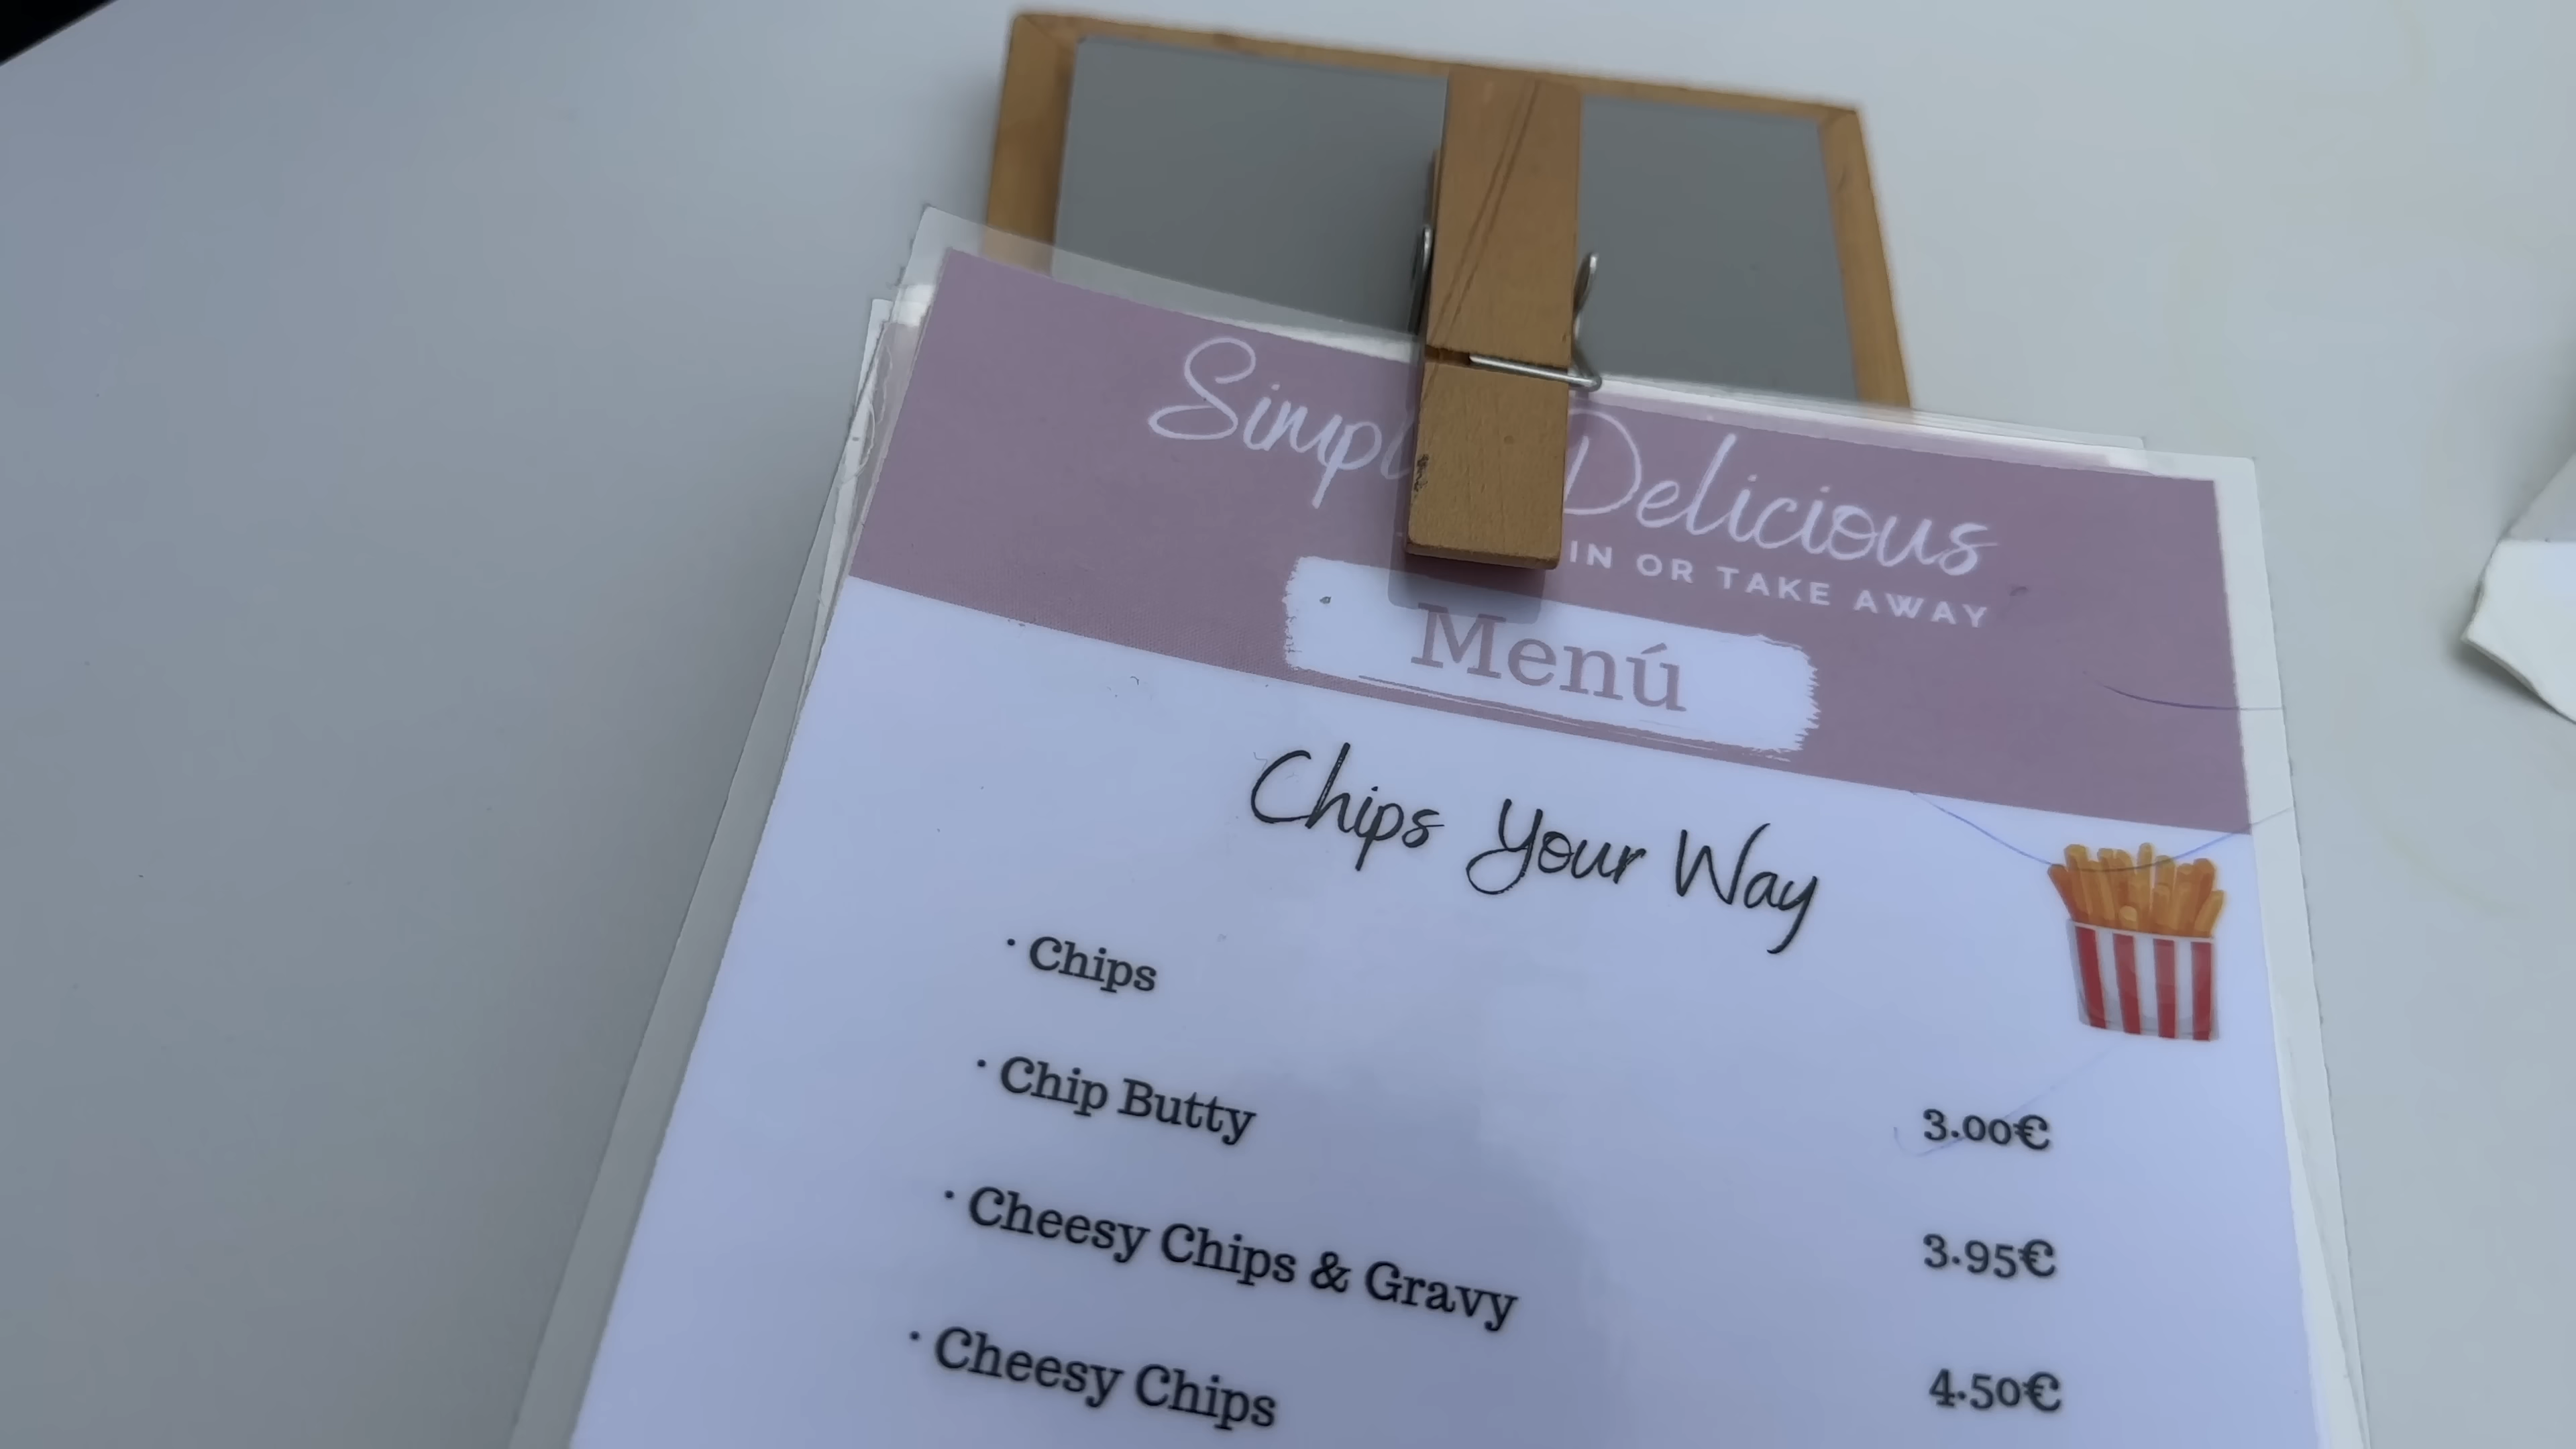 Delicious
IN OR TAKE AWAY
Menú
Chips Your Way
· Chips 3.00€
· Chip Butty 3.95€
· Cheesy Chips & Gravy 4.50€
· Cheesy Chips